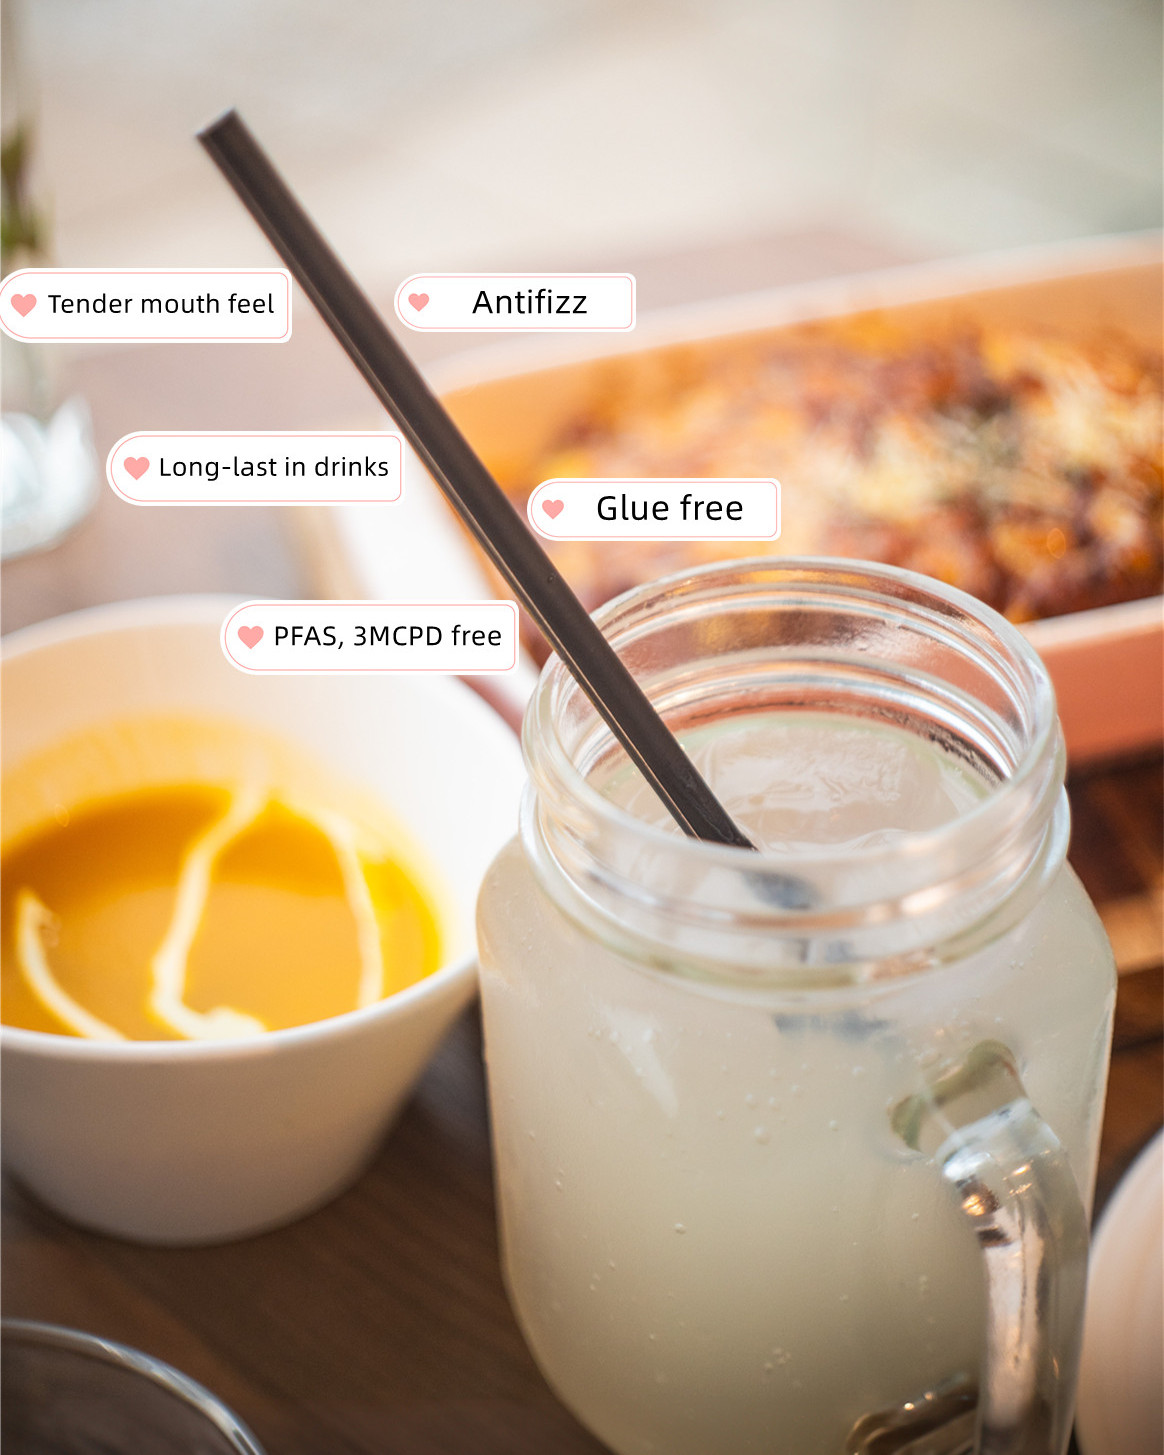 Tender mouth feel
Antifizz
Long-last in drinks
Glue free
PFAS, 3MCPD free